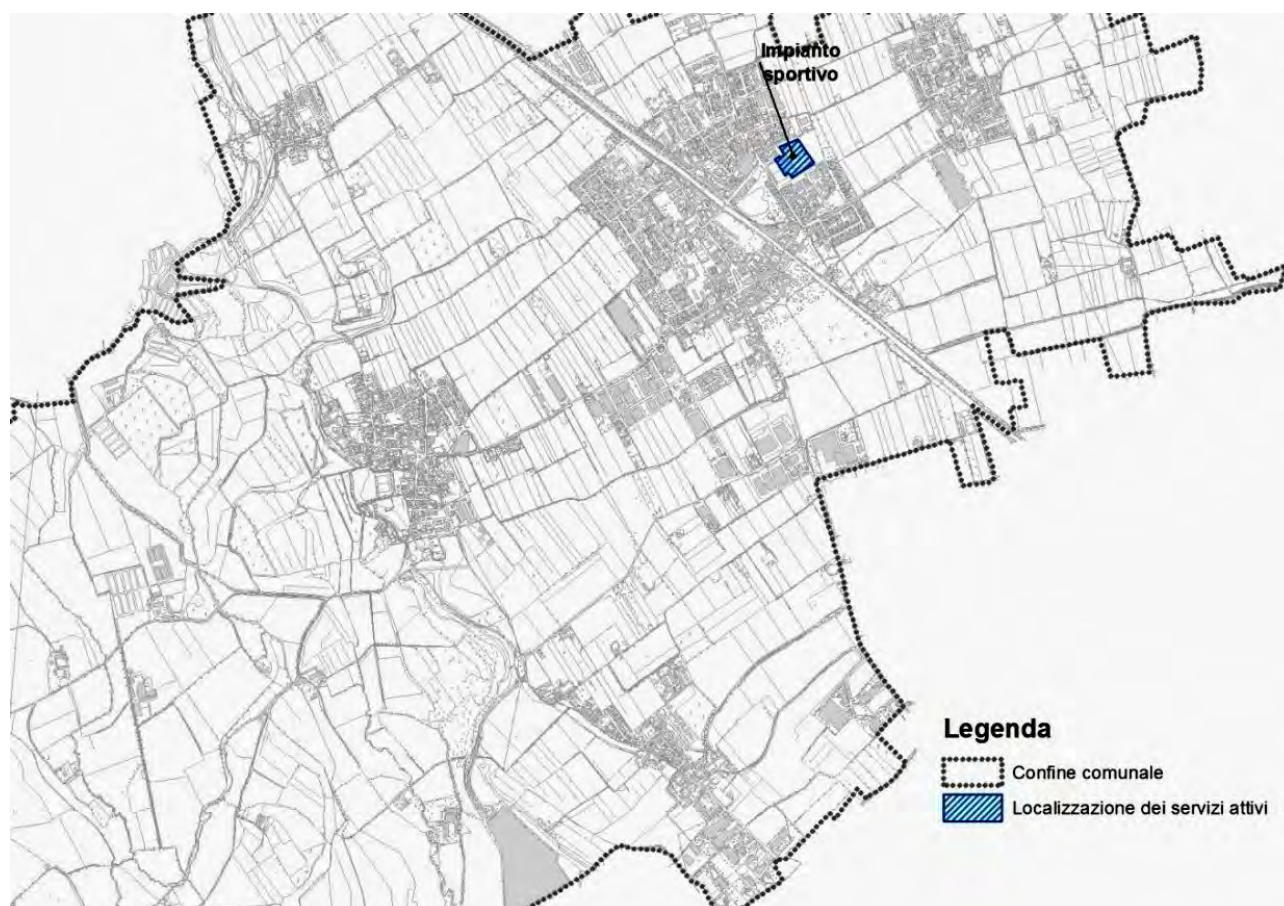 Impianto
sportivo
Legenda
Confine comunale
Localizzazione dei servizi attivi